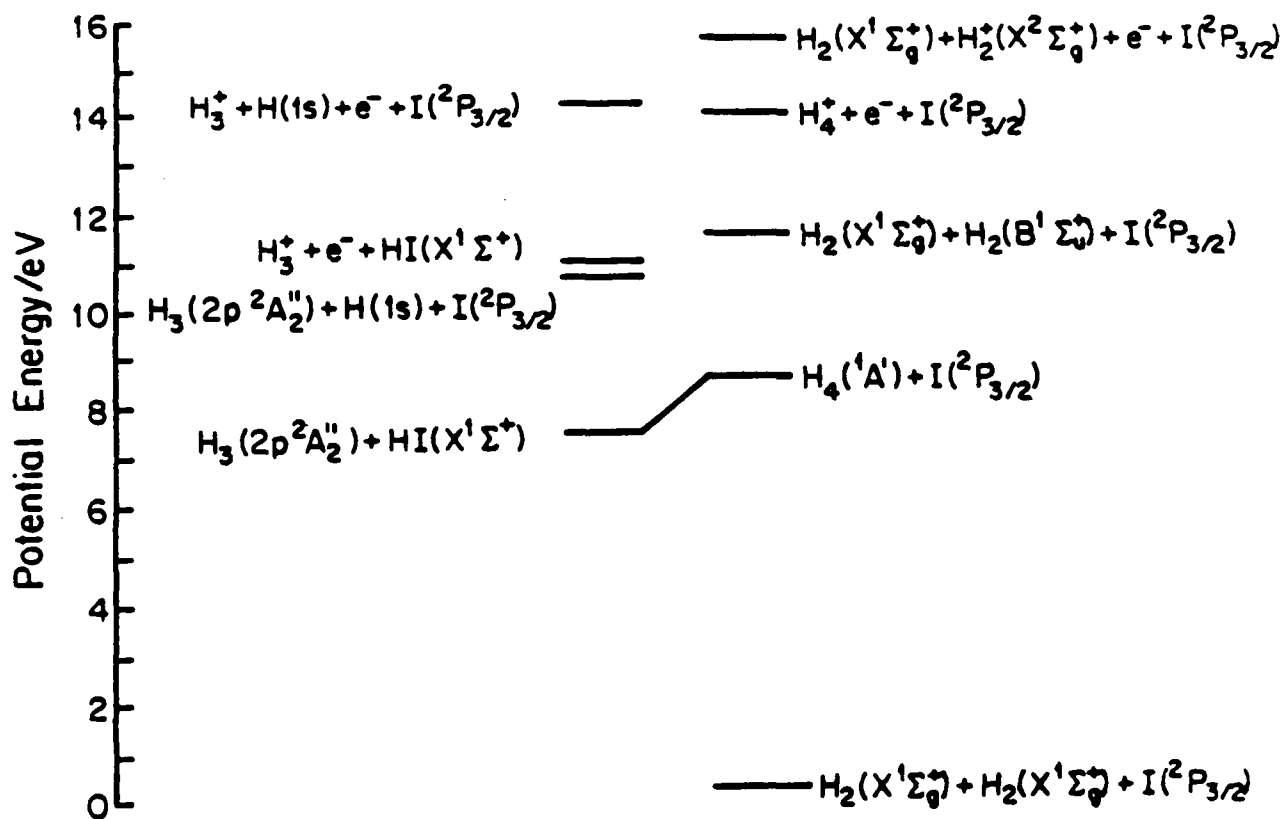 Potential Energy/eV
16
14
12
10
8
6
4
2
0
H₃⁺ + H(1s) + e⁻ + I(²P₃/₂)
H₃⁺ + e⁻ + HI(X¹Σ⁺)
H₃(2p ²A₂") + H(1s) + I(²P₃/₂)
H₃(2p²A₂") + HI(X¹Σ⁺)
H₂(X¹Σg⁺) + H₂⁺(X²Σg⁺) + e⁻ + I(²P₃/₂)
H₄⁺ + e⁻ + I(²P₃/₂)
H₂(X¹Σg⁺) + H₂(B¹Σu⁺) + I(²P₃/₂)
H₄(¹A') + I(²P₃/₂)
H₂(X¹Σg⁺) + H₂(X¹Σg⁺) + I(²P₃/₂)